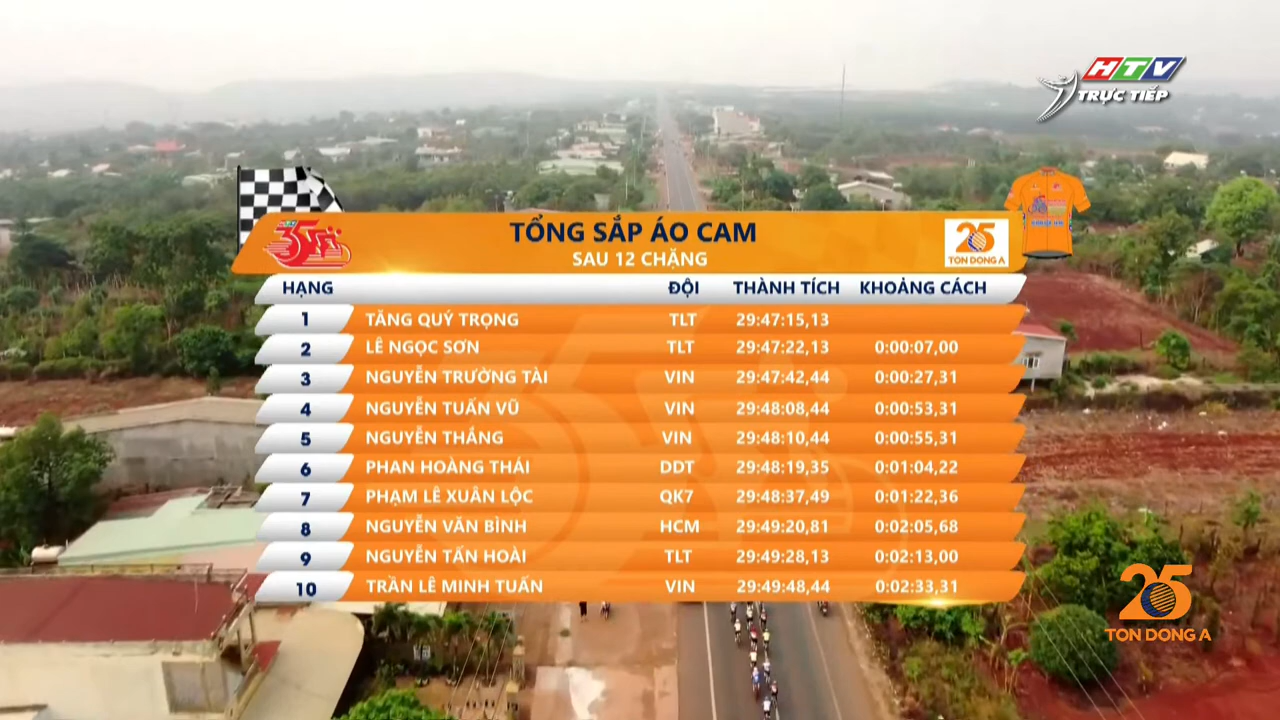 HTV
TRỰC TIẾP
TỔNG SẮP ÁO CAM
SAU 12 CHẶNG
25
TON DONG A
HẠNG ĐỘI THÀNH TÍCH KHOẢNG CÁCH
1 TĂNG QUÝ TRỌNG TLT 29:47:15,13
2 LÊ NGỌC SƠN TLT 29:47:22,13 0:00:07,00
3 NGUYỄN TRƯỜNG TÀI VIN 29:47:42,44 0:00:27,31
4 NGUYỄN TUẤN VŨ VIN 29:48:08,44 0:00:53,31
5 NGUYỄN THẮNG VIN 29:48:10,44 0:00:55,31
6 PHAN HOÀNG THÁI DDT 29:48:19,35 0:01:04,22
7 PHẠM LÊ XUÂN LỘC QK7 29:48:37,49 0:01:22,36
8 NGUYỄN VĂN BÌNH HCM 29:49:20,81 0:02:05,68
9 NGUYỄN TẤN HOÀI TLT 29:49:28,13 0:02:13,00
10 TRẦN LÊ MINH TUẤN VIN 29:49:48,44 0:02:33,31
25
TON DONG A